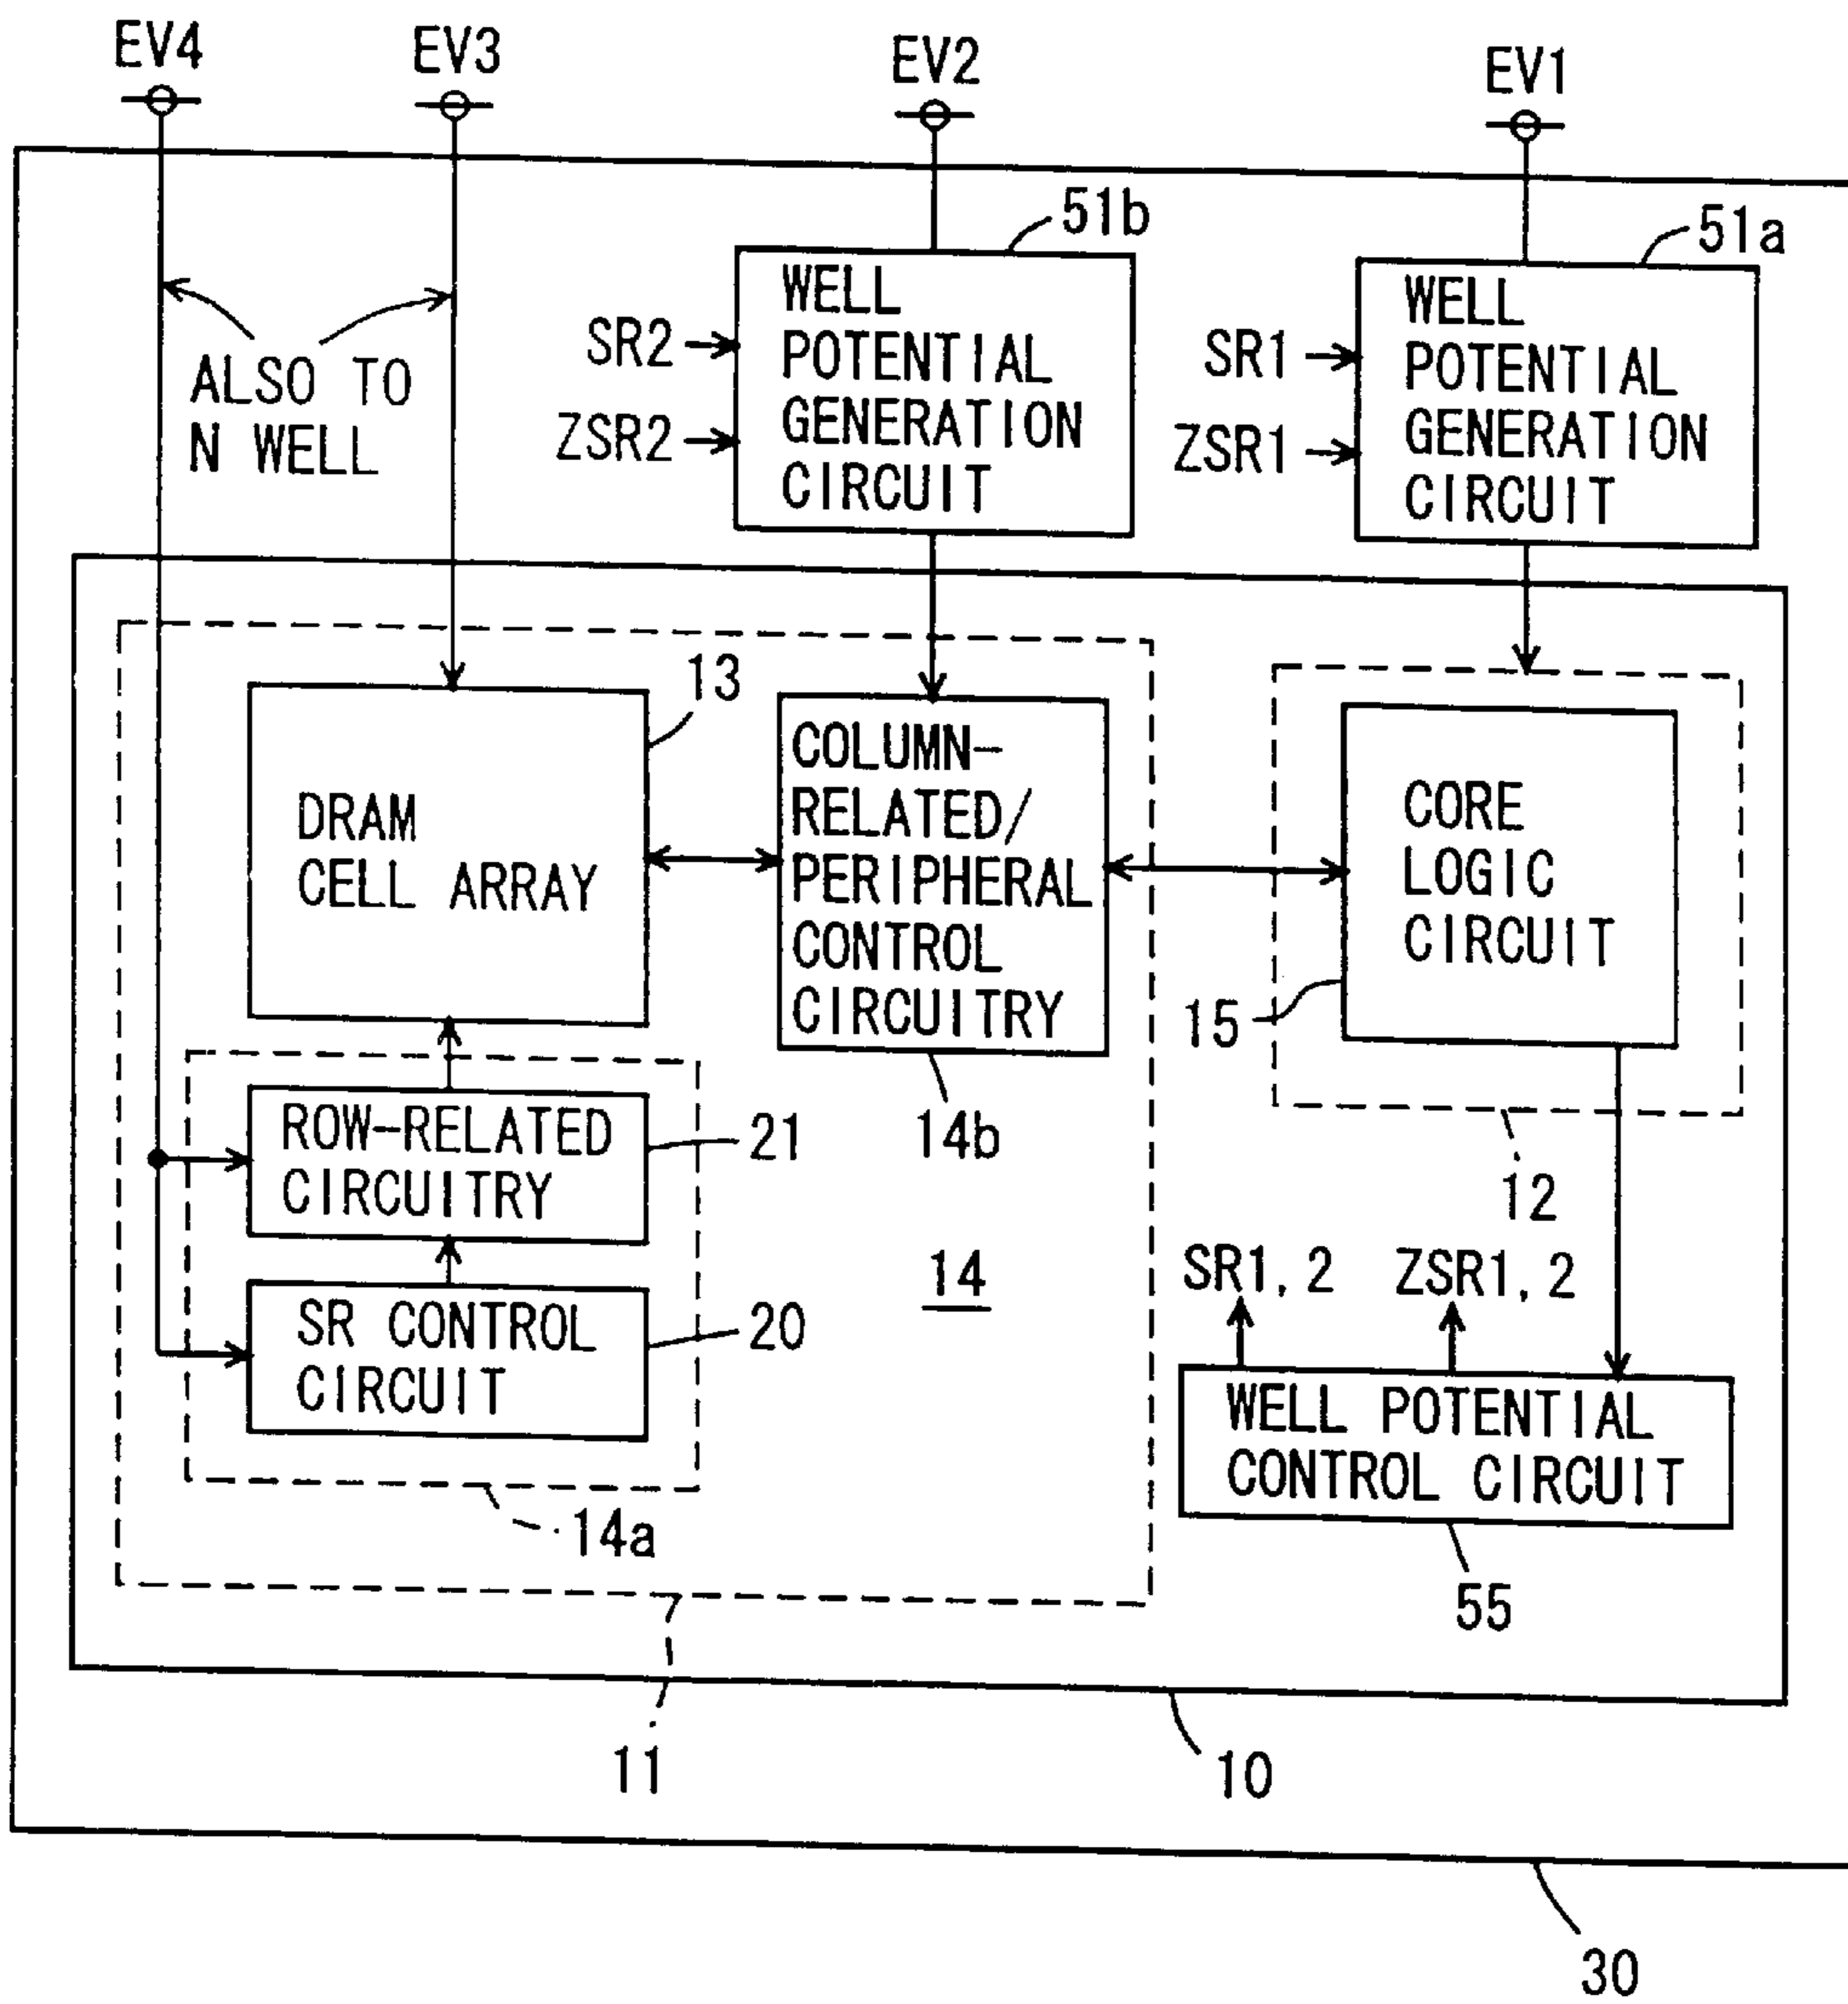 EV4
EV3
EV2
EV1
51b
51a
WELL
POTENTIAL
GENERATION
CIRCUIT
WELL
POTENTIAL
GENERATION
CIRCUIT
SR2
ZSR2
SR1
ZSR1
ALSO TO
N WELL
13
DRAM
CELL ARRAY
COLUMN-
RELATED/
PERIPHERAL
CONTROL
CIRCUITRY
CORE
LOGIC
CIRCUIT
15
14b
12
ROW-RELATED
CIRCUITRY
21
SR CONTROL
CIRCUIT
20
14
SR1,2
ZSR1,2
WELL POTENTIAL
CONTROL CIRCUIT
14a
55
11
10
30